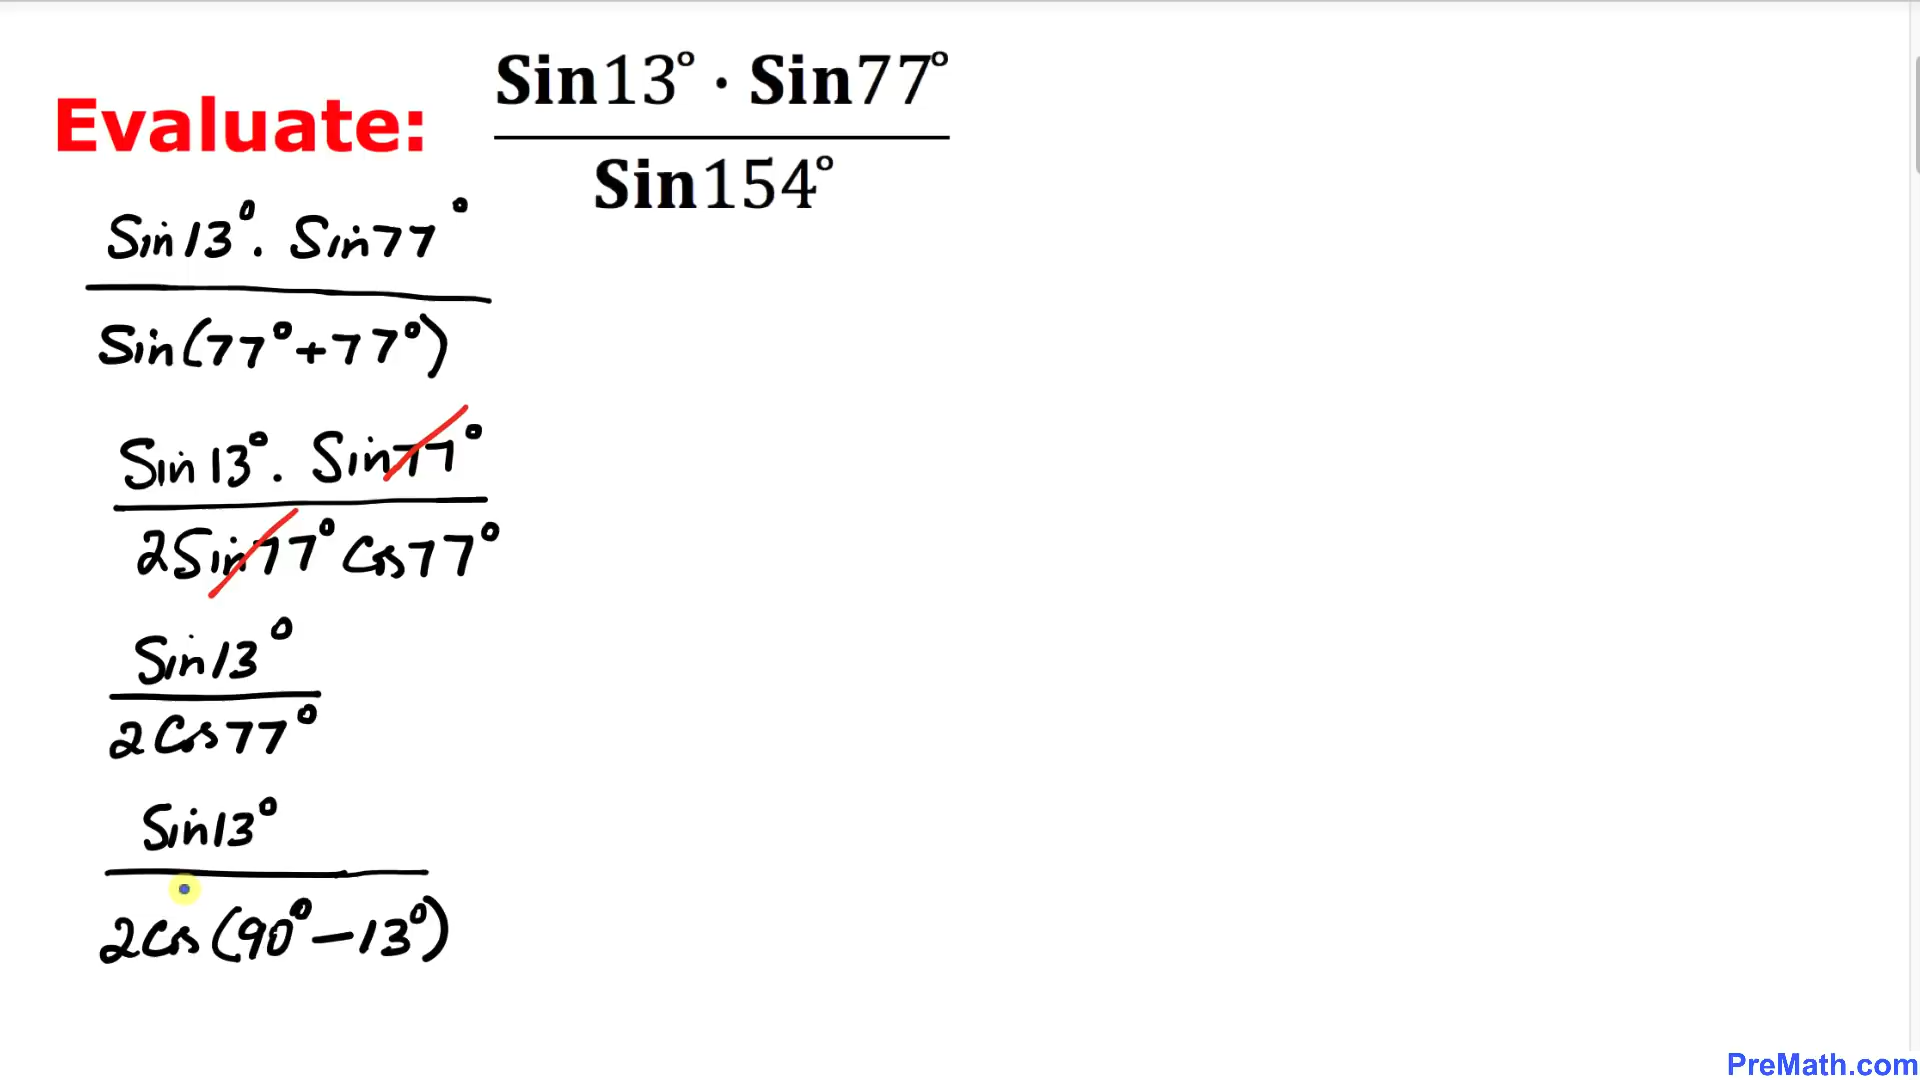 Sin13° · Sin77°
Evaluate:
Sin154°
Sin13° · Sin77°
Sin(77°+77°)
Sin13° · Sin77°
2Sin77° Cos77°
Sin13°
2Cos77°
Sin13°
2Cos(90°−13°)
PreMath.com